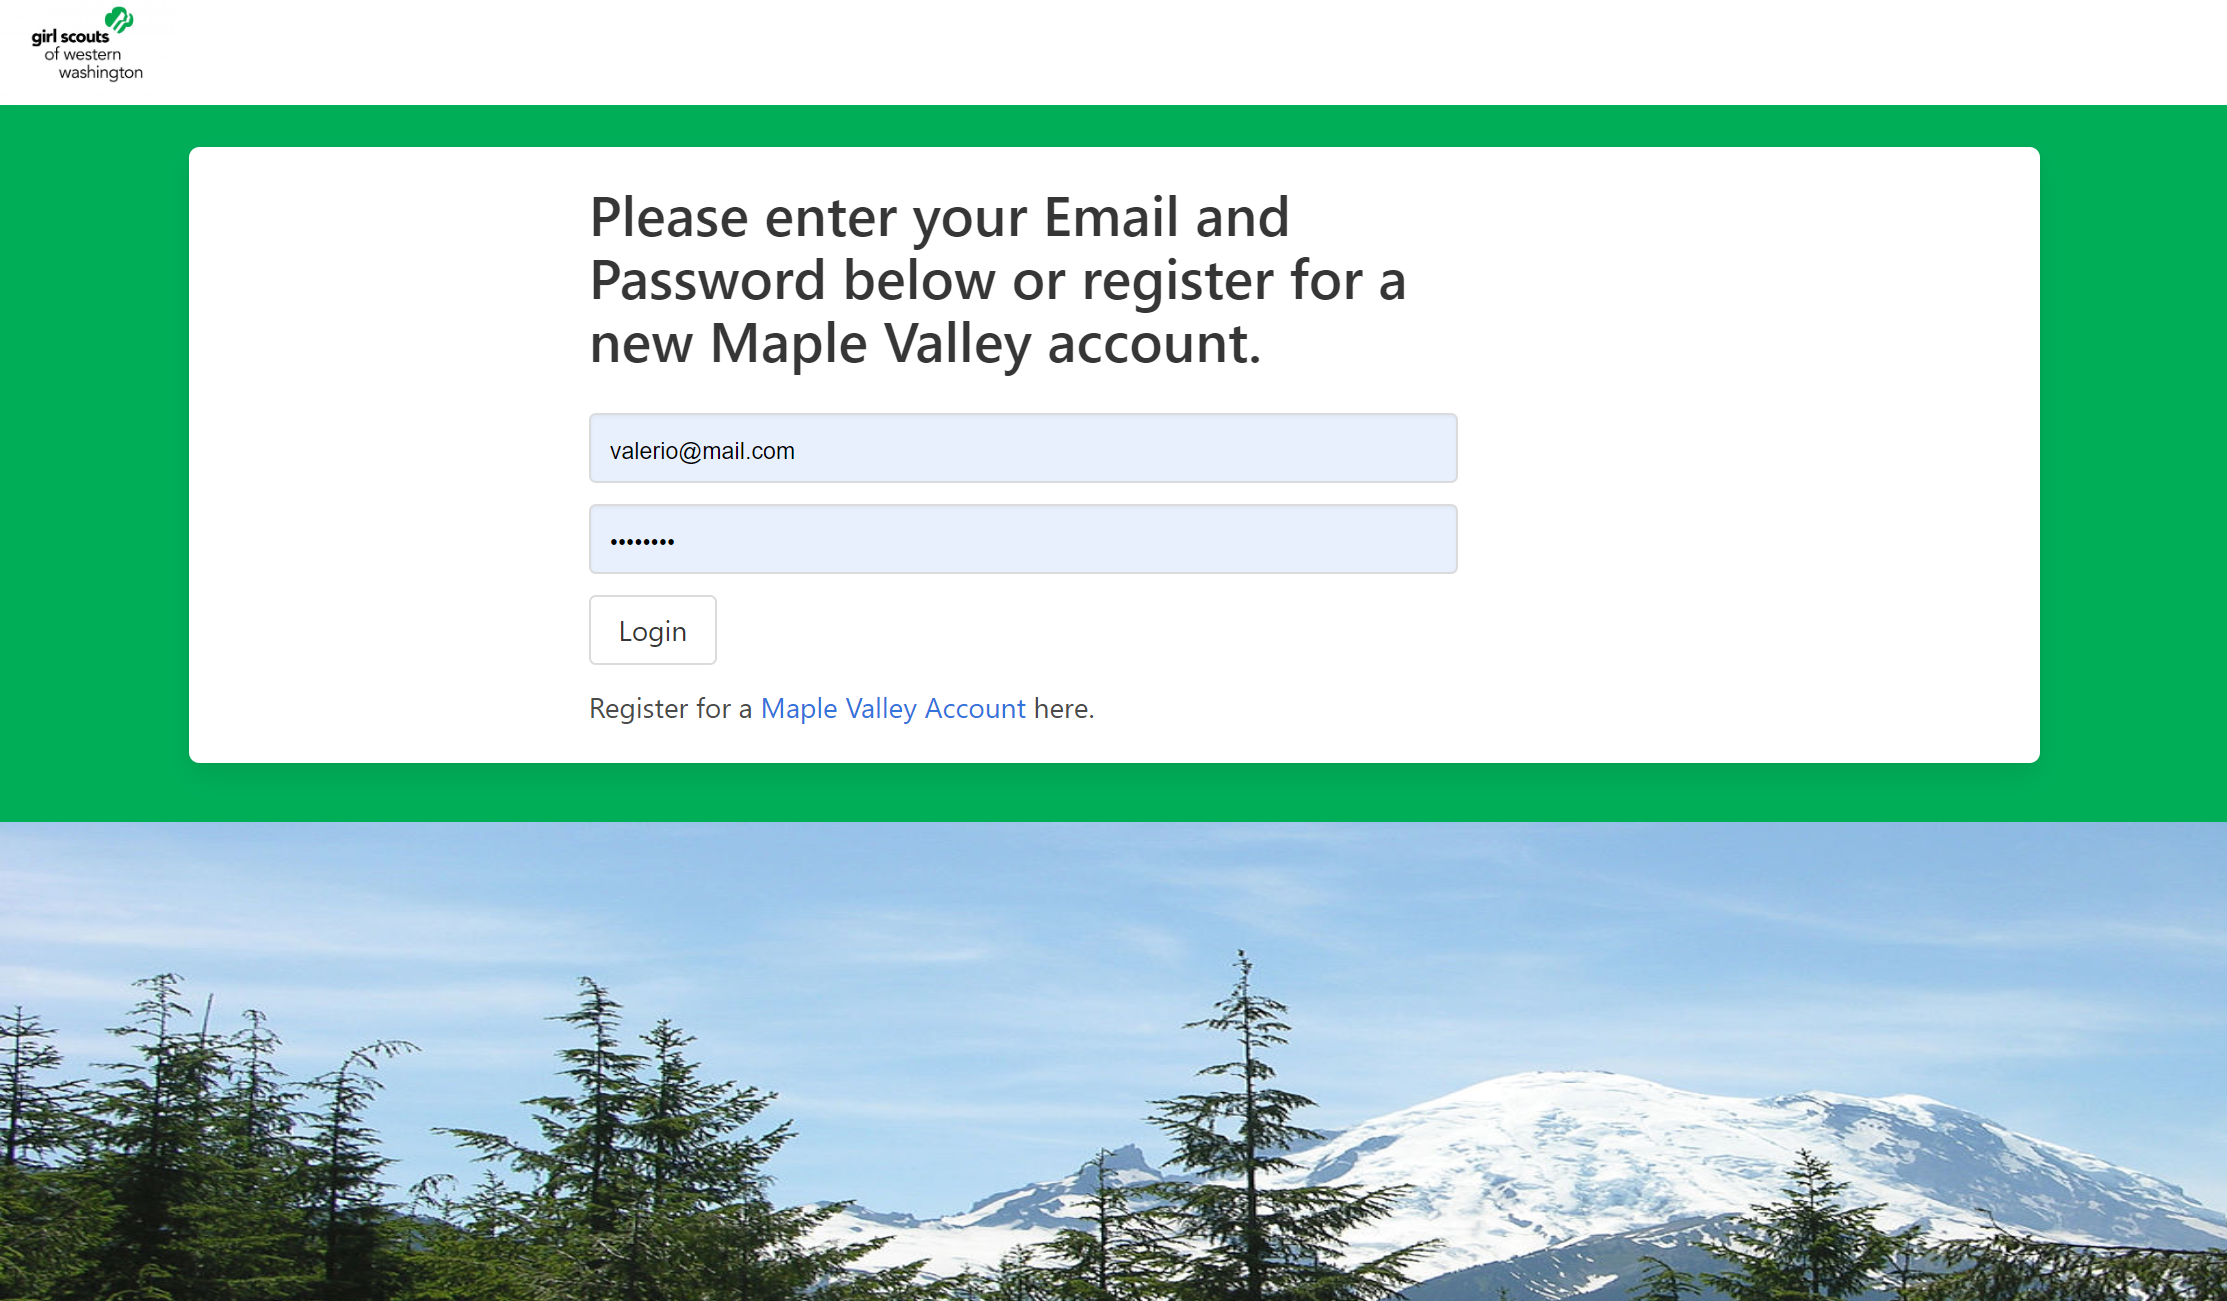 girl scouts
of western
washington
Please enter your Email and
Password below or register for a
new Maple Valley account.
valerio@mail.com
••••••••
Login
Register for a Maple Valley Account here.